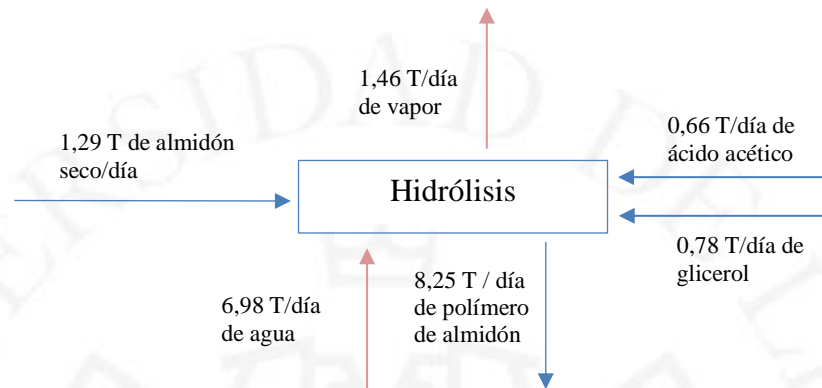 1,46 T/día
de vapor
1,29 T de almidón
seco/día
0,66 T/día de
ácido acético
Hidrólisis
0,78 T/día de
glicerol
6,98 T/día
de agua
8,25 T / día
de polímero
de almidón